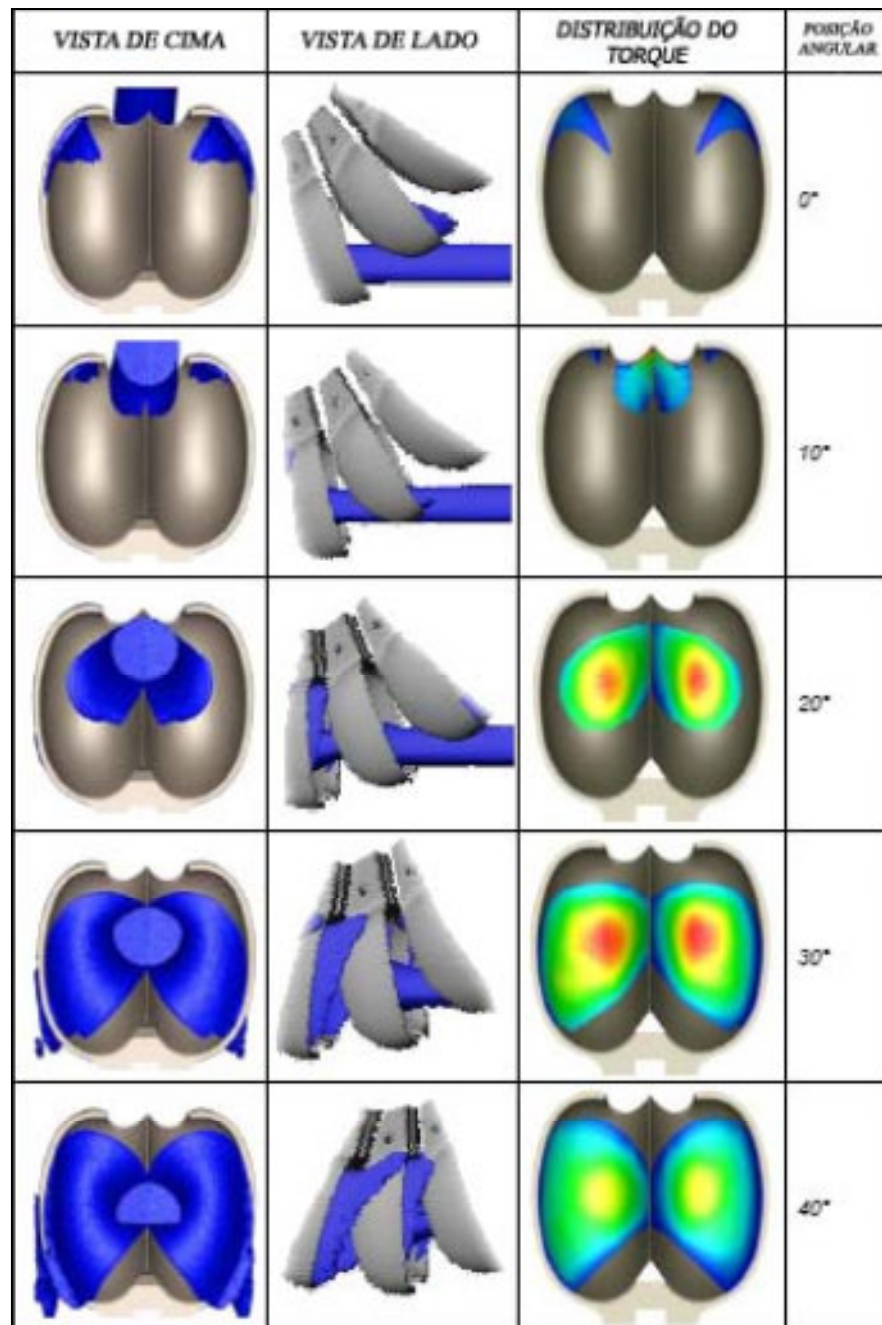 VISTA DE CIMA
VISTA DE LADO
DISTRIBUIÇÃO DO
TORQUE
POSIÇÃO
ANGULAR
0°
10°
20°
30°
40°